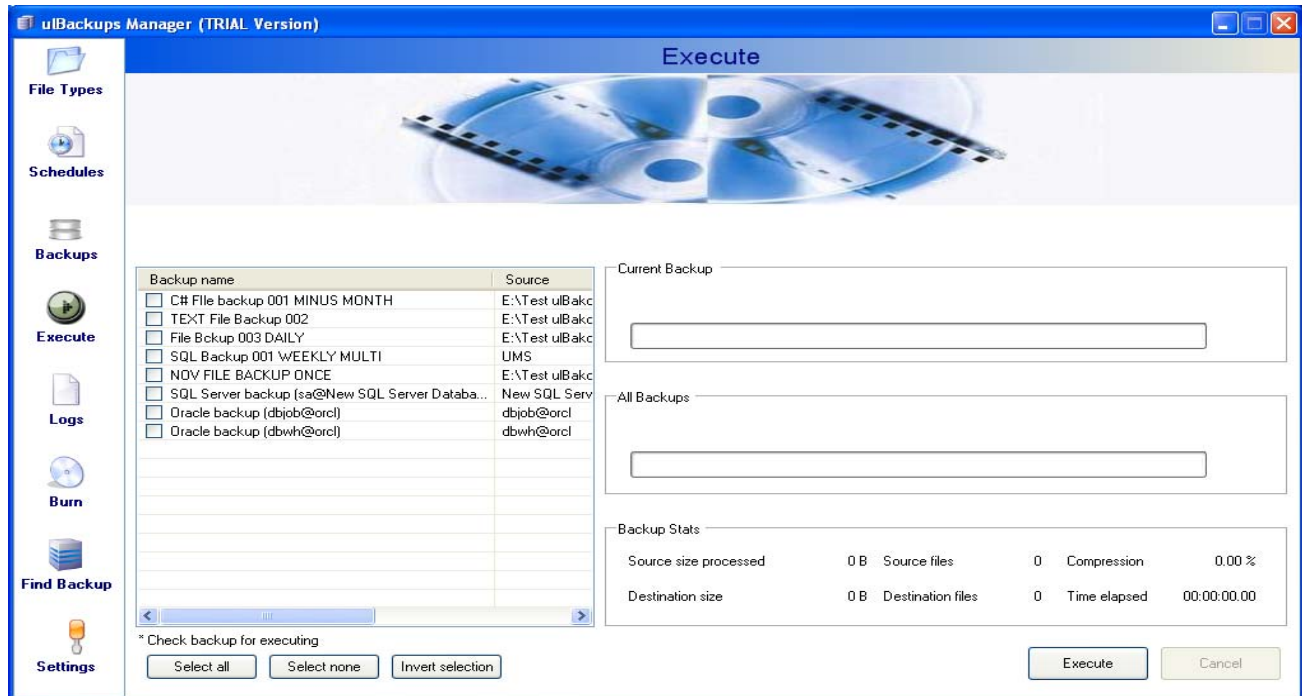 ulBackups Manager (TRIAL Version)
Execute
File Types
Schedules
Backups
Execute
Logs
Burn
Find Backup
Settings
Backup name Source
C# FIle backup 001 MINUS MONTH E:\Test ulBakc
TEXT File Backup 002 E:\Test ulBakc
File Bckup 003 DAILY E:\Test ulBakc
SQL Backup 001 WEEKLY MULTI UMS
NOV FILE BACKUP ONCE E:\Test ulBakc
SQL Server backup (sa@New SQL Server Databa... New SQL Serv
Oracle backup (dbjob@orcl) dbjob@orcl
Oracle backup (dbwh@orcl) dbwh@orcl
* Check backup for executing
Select all Select none Invert selection
Current Backup
All Backups
Backup Stats
Source size processed 0 B Source files 0 Compression 0.00 %
Destination size 0 B Destination files 0 Time elapsed 00:00:00.00
Execute Cancel